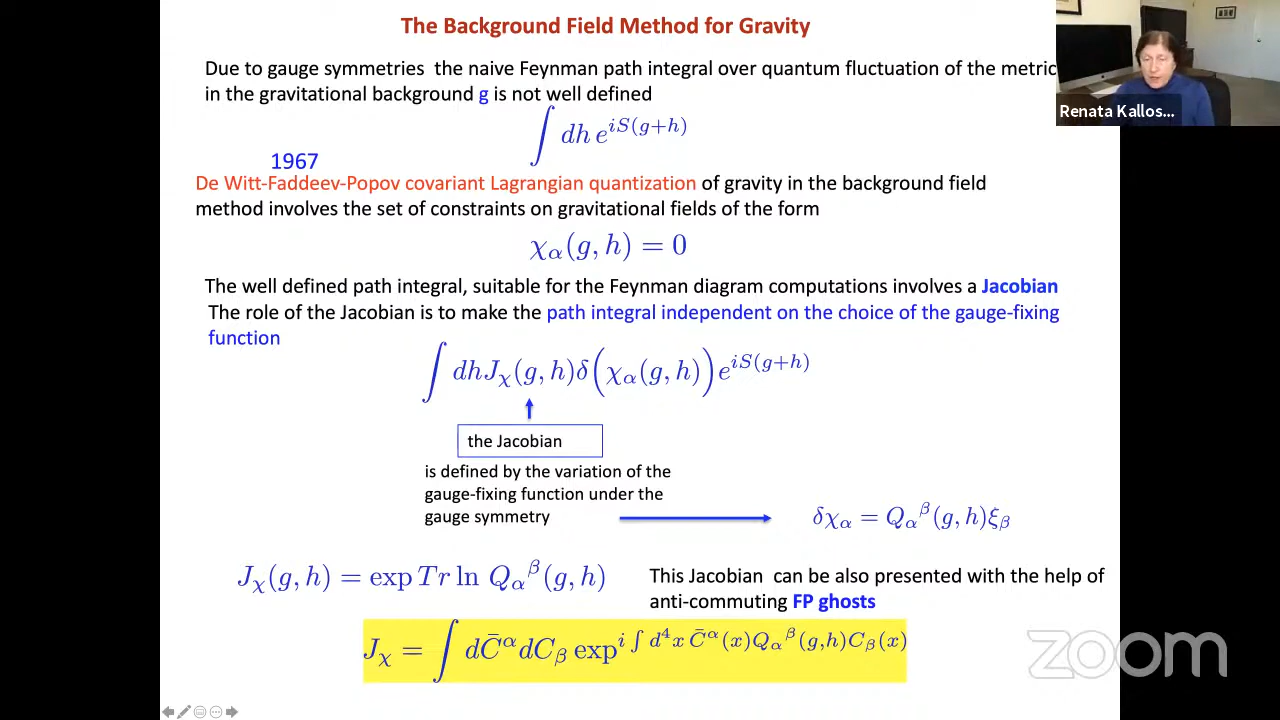 The Background Field Method for Gravity
Due to gauge symmetries the naive Feynman path integral over quantum fluctuation of the metric
in the gravitational background g is not well defined
∫ dh e^{iS(g+h)}
Renata Kallos...
1967
De Witt-Faddeev-Popov covariant Lagrangian quantization of gravity in the background field
method involves the set of constraints on gravitational fields of the form
χ_α(g, h) = 0
The well defined path integral, suitable for the Feynman diagram computations involves a Jacobian
The role of the Jacobian is to make the path integral independent on the choice of the gauge-fixing
function
∫ dhJ_χ(g, h)δ(χ_α(g, h))e^{iS(g+h)}
the Jacobian
is defined by the variation of the
gauge-fixing function under the
gauge symmetry
δχ_α = Q_α^β(g, h)ξ_β
J_χ(g, h) = exp Tr ln Q_α^β(g, h)
This Jacobian can be also presented with the help of
anti-commuting FP ghosts
J_χ = ∫ dC̄^α dC_β exp^{i ∫ d^4x C̄^α(x)Q_α^β(g,h)C_β(x)}
zoom